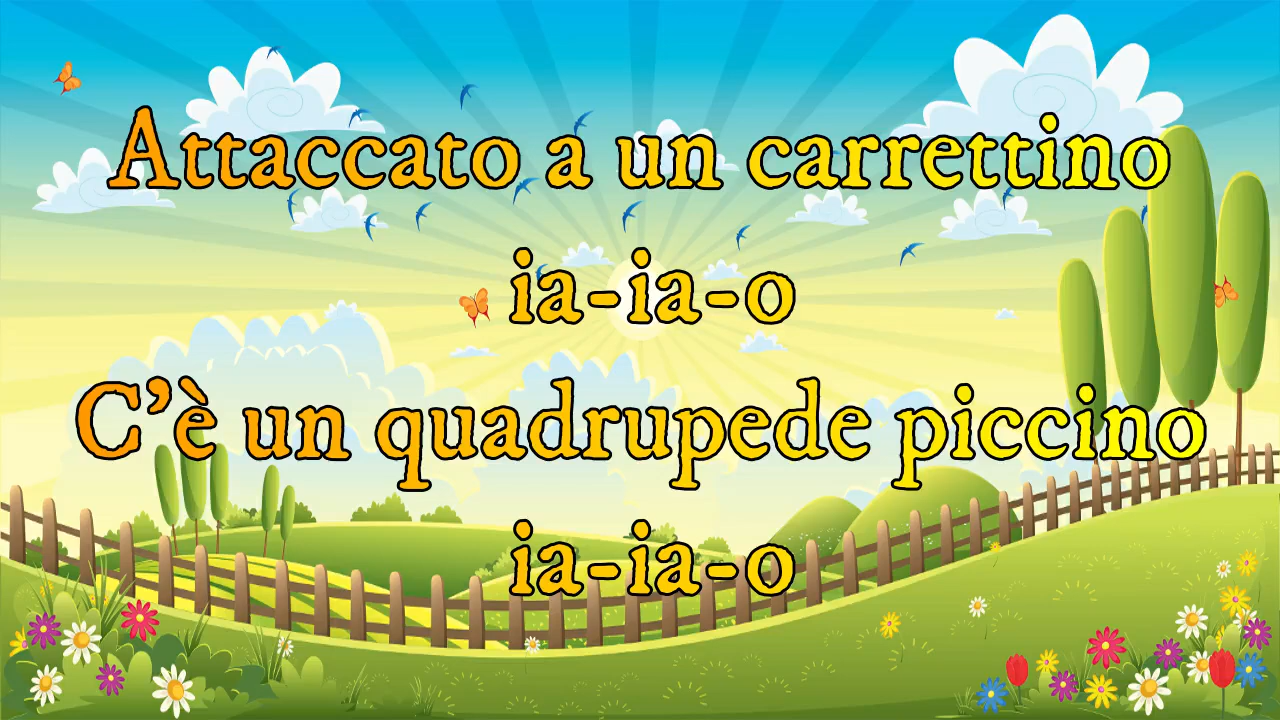 Attaccato a un carrettino
ia-ia-o
C'è un quadrupede piccino
ia-ia-o